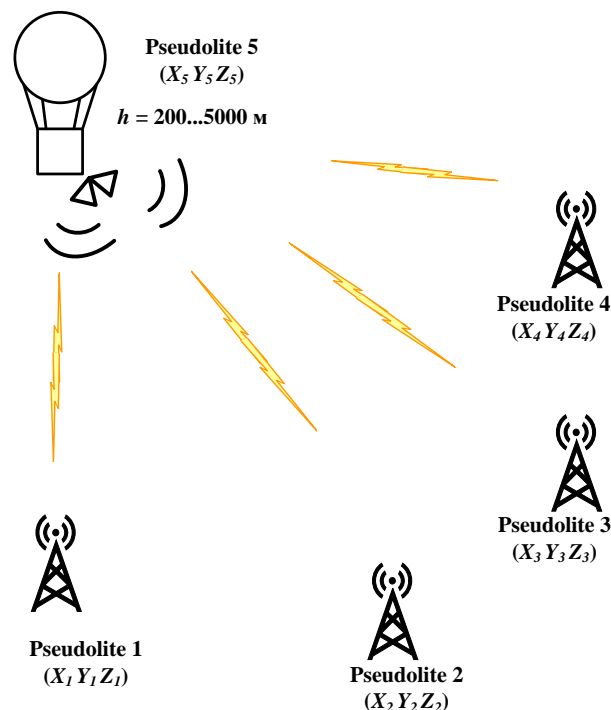 Pseudolite 5
(X₅ Y₅ Z₅)
h = 200...5000 м
Pseudolite 4
(X₄ Y₄ Z₄)
Pseudolite 3
(X₃ Y₃ Z₃)
Pseudolite 1
(X₁ Y₁ Z₁)
Pseudolite 2
(X₂ Y₂ Z₂)